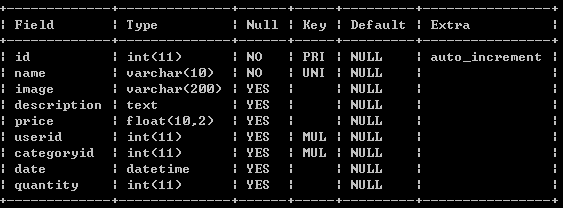 +-------------+--------------+------+-----+---------+----------------+
¦ Field       ¦ Type         ¦ Null ¦ Key ¦ Default ¦ Extra          ¦
+-------------+--------------+------+-----+---------+----------------+
¦ id          ¦ int(11)      ¦ NO   ¦ PRI ¦ NULL    ¦ auto_increment ¦
¦ name        ¦ varchar(10)  ¦ NO   ¦ UNI ¦ NULL    ¦                ¦
¦ image       ¦ varchar(200) ¦ YES  ¦     ¦ NULL    ¦                ¦
¦ description ¦ text         ¦ YES  ¦     ¦ NULL    ¦                ¦
¦ price       ¦ float(10,2)  ¦ YES  ¦     ¦ NULL    ¦                ¦
¦ userid      ¦ int(11)      ¦ YES  ¦ MUL ¦ NULL    ¦                ¦
¦ categoryid  ¦ int(11)      ¦ YES  ¦ MUL ¦ NULL    ¦                ¦
¦ date        ¦ datetime     ¦ YES  ¦     ¦ NULL    ¦                ¦
¦ quantity    ¦ int(11)      ¦ YES  ¦     ¦ NULL    ¦                ¦
+-------------+--------------+------+-----+---------+----------------+